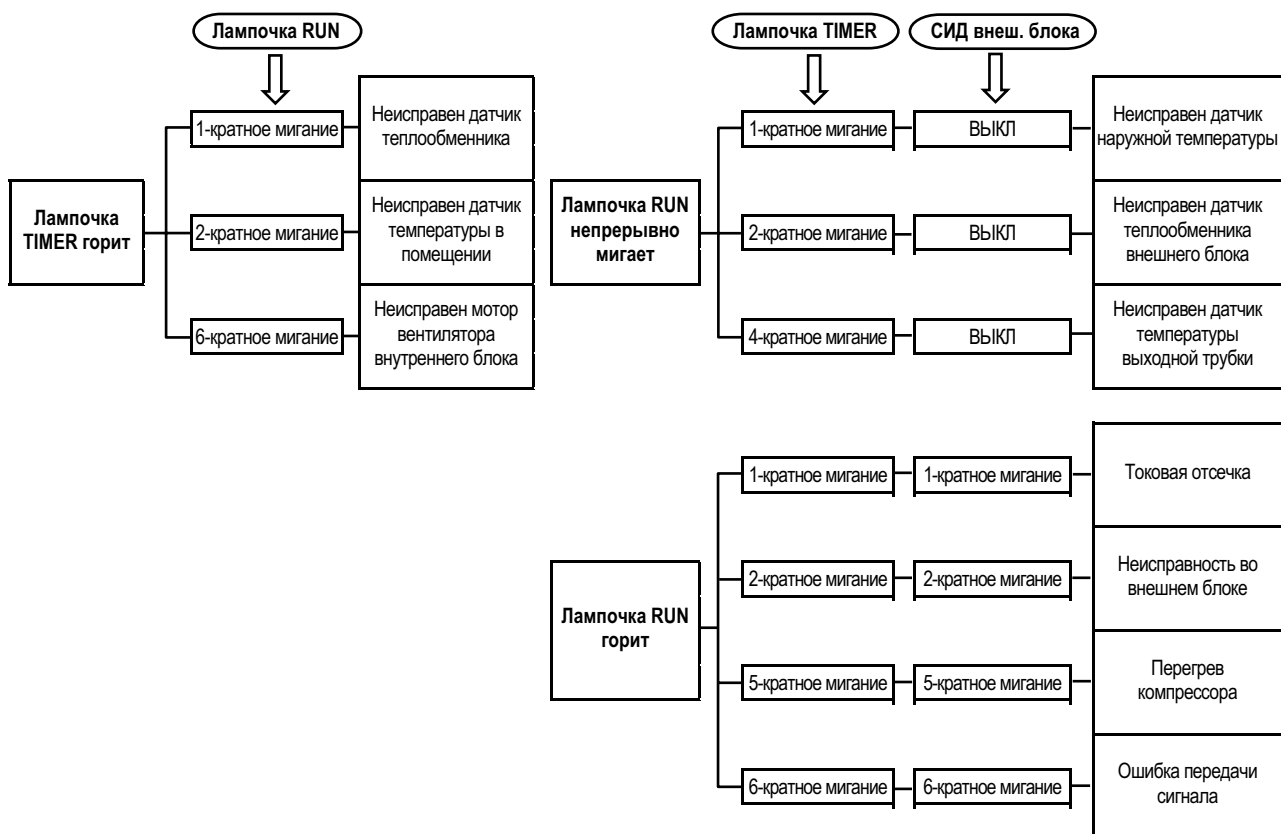 Лампочка RUN
1-кратное мигание
Неисправен датчик
теплообменника
Лампочка
TIMER горит
2-кратное мигание
Неисправен датчик
температуры в
помещении
6-кратное мигание
Неисправен мотор
вентилятора
внутреннего блока
Лампочка TIMER
СИД внеш. блока
1-кратное мигание
ВЫКЛ
Неисправен датчик
наружной температуры
Лампочка RUN
непрерывно
мигает
2-кратное мигание
ВЫКЛ
Неисправен датчик
теплообменника
внешнего блока
4-кратное мигание
ВЫКЛ
Неисправен датчик
температуры
выходной трубки
1-кратное мигание
1-кратное мигание
Токовая отсечка
Лампочка RUN
горит
2-кратное мигание
2-кратное мигание
Неисправность во
внешнем блоке
5-кратное мигание
5-кратное мигание
Перегрев
компрессора
6-кратное мигание
6-кратное мигание
Ошибка передачи
сигнала